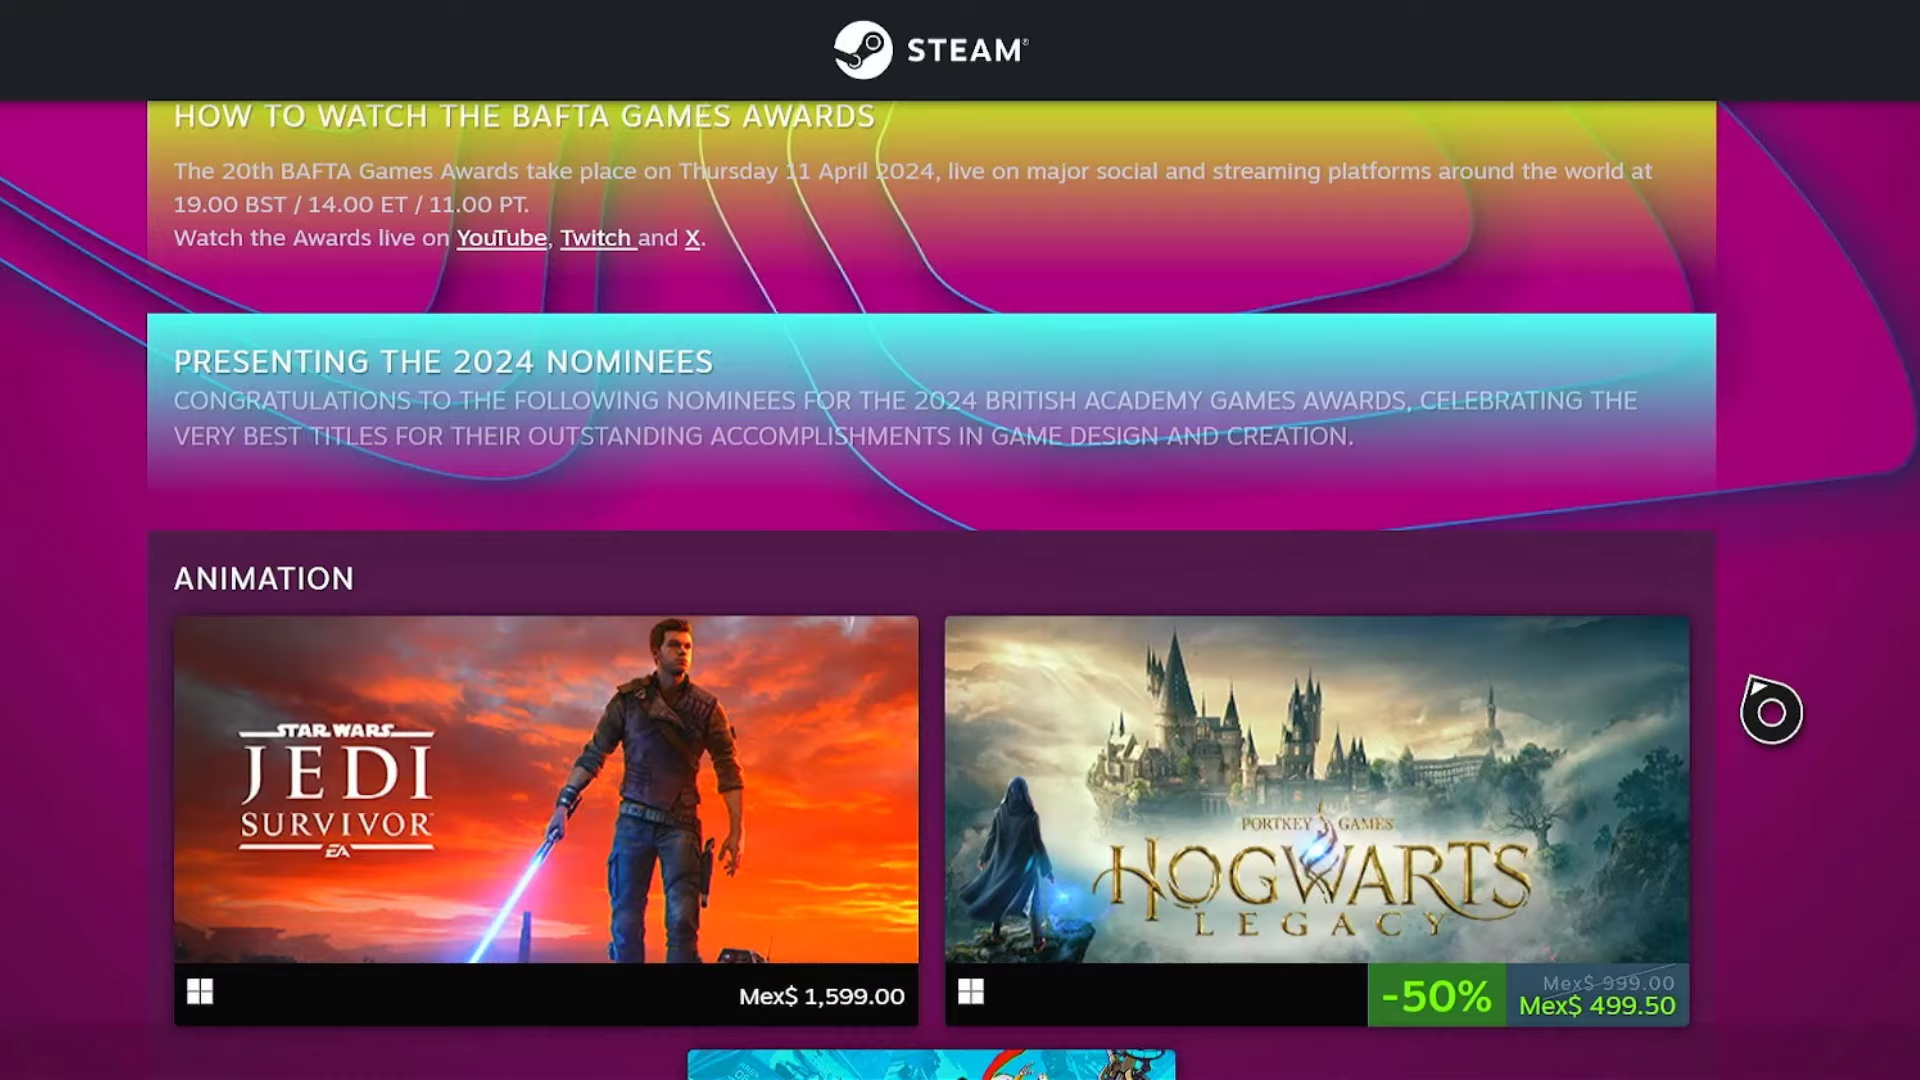 STEAM®
HOW TO WATCH THE BAFTA GAMES AWARDS
The 20th BAFTA Games Awards take place on Thursday 11 April 2024, live on major social and streaming platforms around the world at
19.00 BST / 14.00 ET / 11.00 PT.
Watch the Awards live on YouTube, Twitch and X.
PRESENTING THE 2024 NOMINEES
CONGRATULATIONS TO THE FOLLOWING NOMINEES FOR THE 2024 BRITISH ACADEMY GAMES AWARDS, CELEBRATING THE
VERY BEST TITLES FOR THEIR OUTSTANDING ACCOMPLISHMENTS IN GAME DESIGN AND CREATION.
ANIMATION
STAR WARS
JEDI
SURVIVOR
EA
Mex$ 1,599.00
PORTKEY GAMES
HOGWARTS
LEGACY
-50%
Mex$ 999.00
Mex$ 499.50